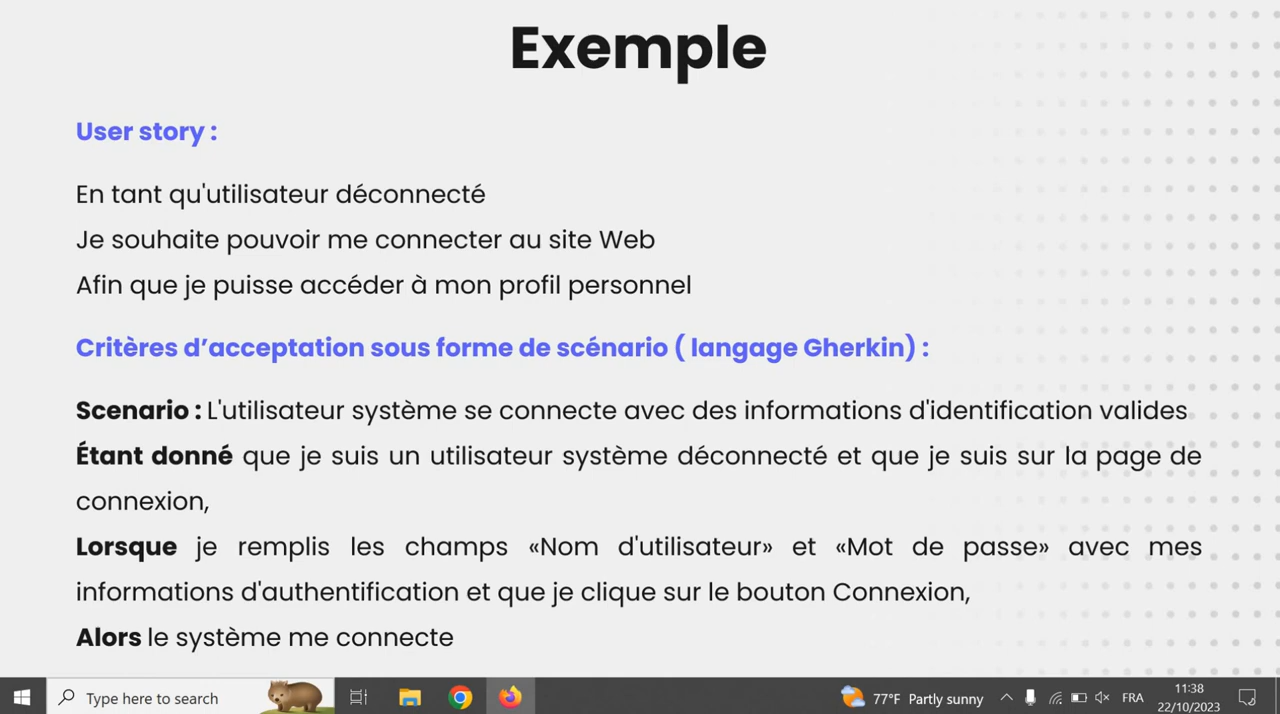 Exemple
User story :
En tant qu'utilisateur déconnecté
Je souhaite pouvoir me connecter au site Web
Afin que je puisse accéder à mon profil personnel
Critères d’acceptation sous forme de scénario ( langage Gherkin) :
Scenario : L'utilisateur système se connecte avec des informations d'identification valides
Étant donné que je suis un utilisateur système déconnecté et que je suis sur la page de
connexion,
Lorsque je remplis les champs «Nom d'utilisateur» et «Mot de passe» avec mes
informations d'authentification et que je clique sur le bouton Connexion,
Alors le système me connecte
Type here to search
77°F Partly sunny
FRA
11:38
22/10/2023